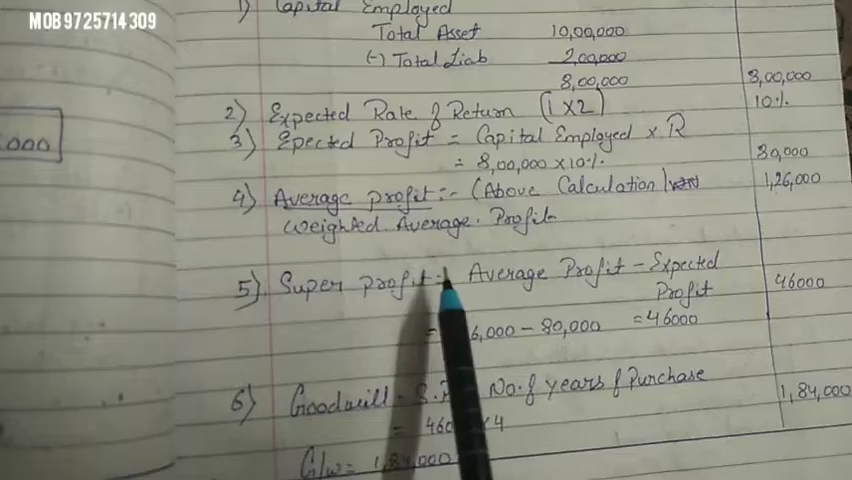 MOB 9725714309
000
1) Capital Employed
Total Asset 10,00,000
(-) Total Liab 2,00,000
8,00,000 8,00,000
2) Expected Rate of Return (1 X 2) 10%
3) Epected Profit = Capital Employed x R
= 8,00,000 x 10%. 80,000
4) Average profit :- (Above Calculation) 1,26,000
Weighted Average. Profit
5) Super profit = Average Profit - Expected
Profit 46000
= 6,000 - 80,000 = 46000
6) Goodwill = S.P No. of years of Purchase 1,84,000
= 460 x 4
G/w = 1,84,000